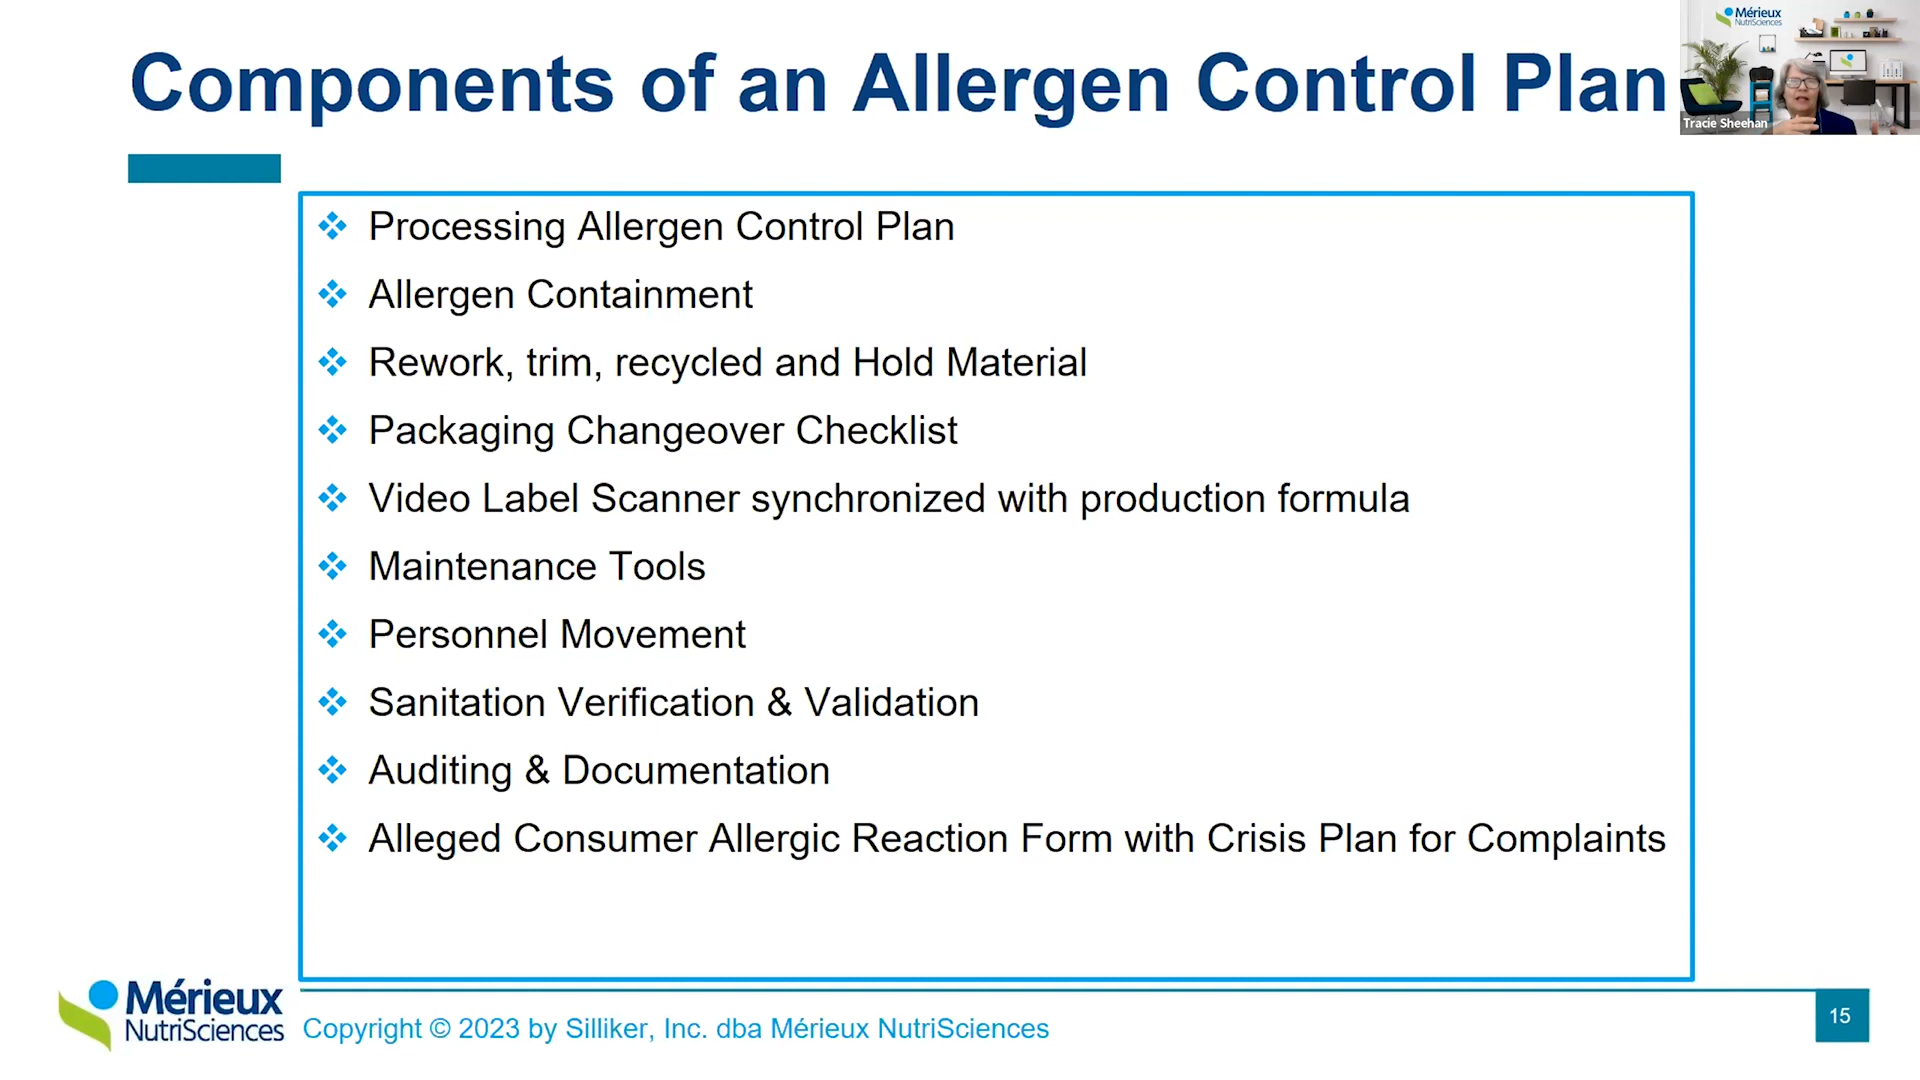 Components of an Allergen Control Plan
Mérieux
NutriSciences
Tracie Sheehan
Processing Allergen Control Plan
Allergen Containment
Rework, trim, recycled and Hold Material
Packaging Changeover Checklist
Video Label Scanner synchronized with production formula
Maintenance Tools
Personnel Movement
Sanitation Verification & Validation
Auditing & Documentation
Alleged Consumer Allergic Reaction Form with Crisis Plan for Complaints
Mérieux
NutriSciences
Copyright © 2023 by Silliker, Inc. dba Mérieux NutriSciences
15